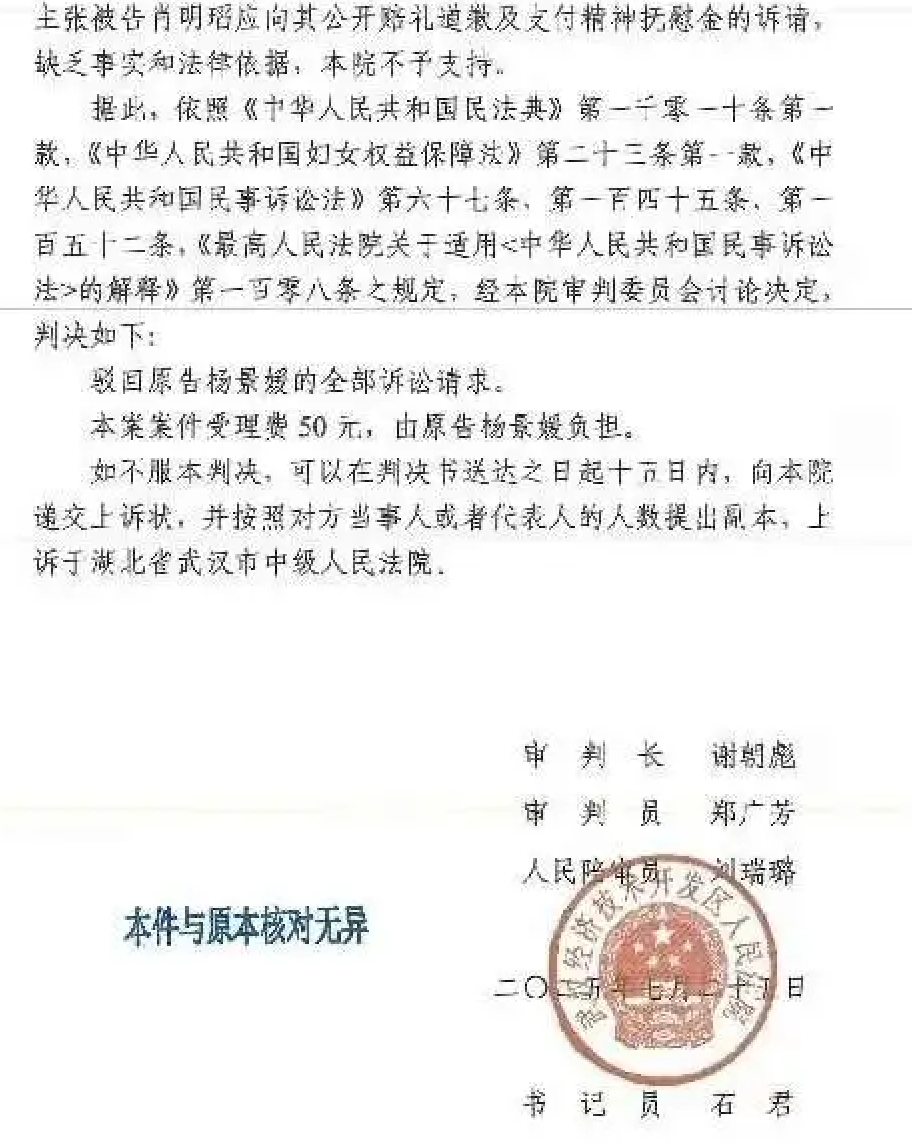 主张被告肖明瑫应向其公开赔礼道歉及支付精神抚慰金的诉请，
缺乏事实和法律依据，本院不予支持。
据此，依照《中华人民共和国民法典》第一千零一十条第一
款，《中华人民共和国妇女权益保障法》第二十三条第一款，《中
华人民共和国民事诉讼法》第六十七条、第一百四十五条、第一
百五十二条，《最高人民法院关于适用<中华人民共和国民事诉讼
法>的解释》第一百零八条之规定，经本院审判委员会讨论决定，
判决如下：
驳回原告杨景媛的全部诉讼请求。
本案案件受理费 50 元，由原告杨景媛负担。
如不服本判决，可以在判决书送达之日起十五日内，向本院
递交上诉状，并按照对方当事人或者代表人的人数提出副本，上
诉于湖北省武汉市中级人民法院。
审 判 长 谢朝彪
审 判 员 郑广芳
人民陪审员 刘瑞璐
本件与原本核对无异
经济技术开发区人民法院
二〇二五年七月二十五日
书 记 员 石 君